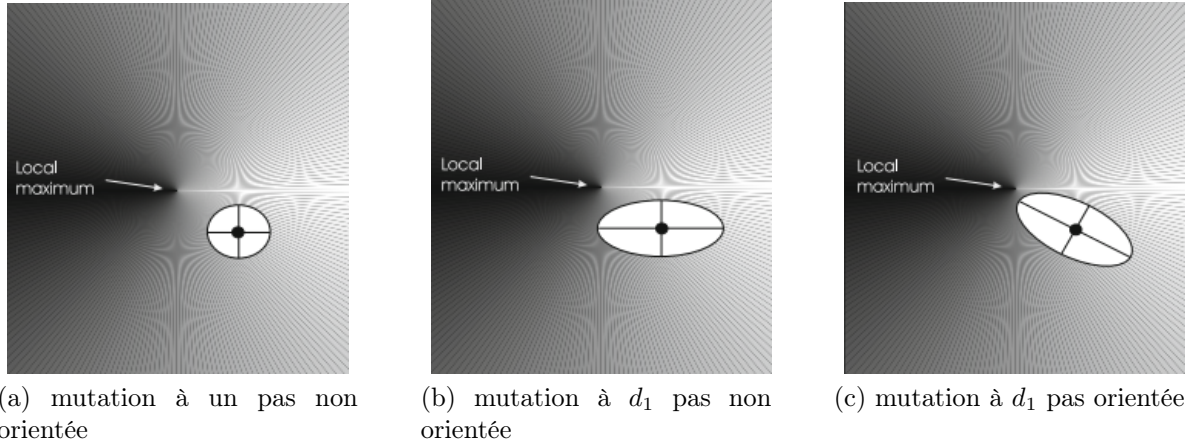 Local
maximum
Local
maximum
Local
maximum
(a) mutation à un pas non
orientée
(b) mutation à d₁ pas non
orientée
(c) mutation à d₁ pas orientée